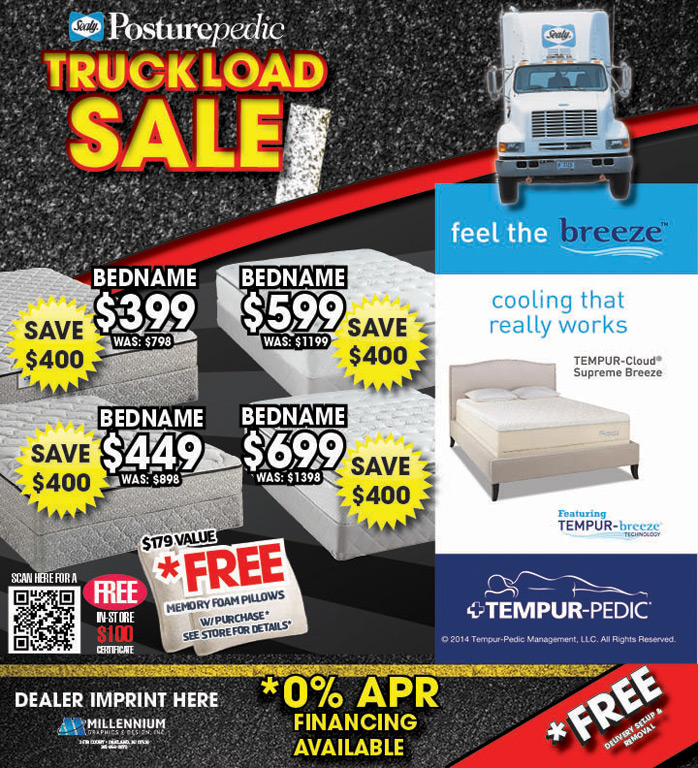 Sealy Posturepedic
TRUCKLOAD
SALE
Sealy
feel the breeze™
cooling that
really works
TEMPUR-Cloud®
Supreme Breeze
Featuring
TEMPUR-breeze®
TECHNOLOGY
TEMPUR-PEDIC®
© 2014 Tempur-Pedic Management, LLC. All Rights Reserved.
BEDNAME
$399
WAS: $798
SAVE
$400
BEDNAME
$599
WAS: $1199
SAVE
$400
BEDNAME
$449
WAS: $898
SAVE
$400
BEDNAME
$699
WAS: $1398
SAVE
$400
$179 VALUE
*FREE
MEMORY FOAM PILLOWS
W/PURCHASE*
SEE STORE FOR DETAILS*
SCAN HERE FOR A
FREE
IN-STORE
$100
CERTIFICATE
DEALER IMPRINT HERE
MILLENNIUM
GRAPHICS & DESIGN, INC.
*0% APR
FINANCING
AVAILABLE
*FREE
DELIVERY SETUP &
REMOVAL